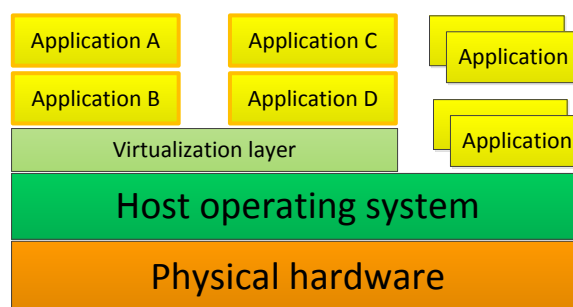 Application A
Application C
Application
Application B
Application D
Application
Virtualization layer
Host operating system
Physical hardware